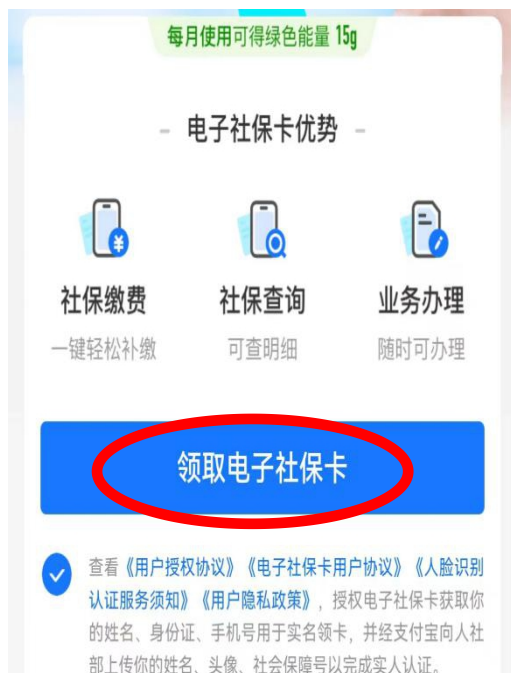 每月使用可得绿色能量 15g
- 电子社保卡优势 -
社保缴费 社保查询 业务办理
一键轻松补缴 可查明细 随时可办理
领取电子社保卡
查看《用户授权协议》《电子社保卡用户协议》《人脸识别
认证服务须知》《用户隐私政策》,授权电子社保卡获取你
的姓名、身份证、手机号用于实名领卡,并经支付宝向人社
部上传你的姓名、头像、社会保障号以完成实人认证。